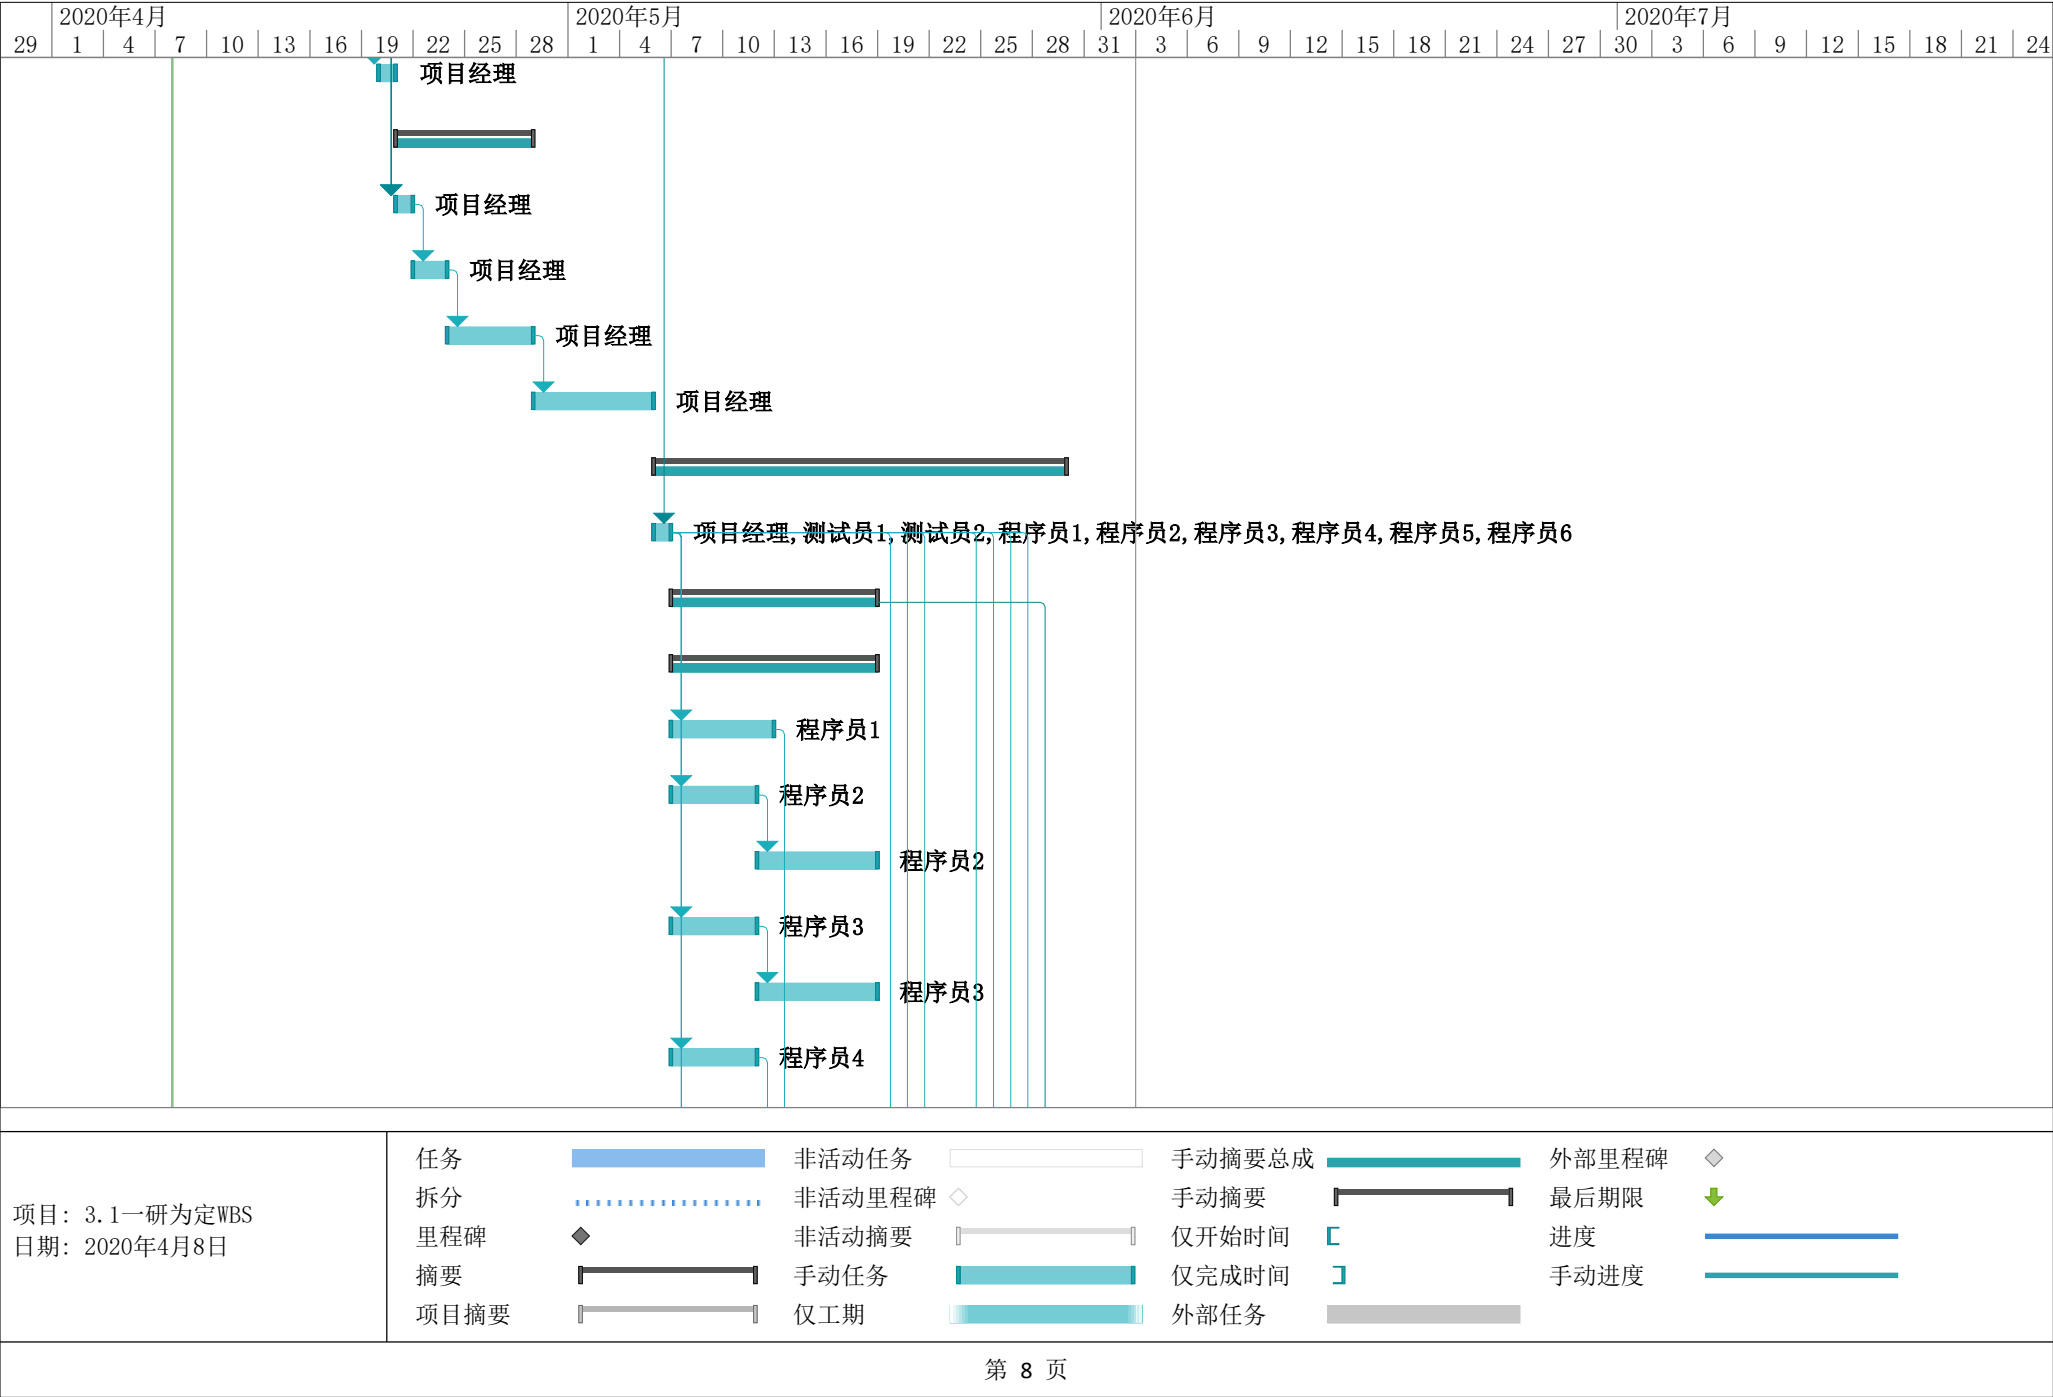 2020年4月 2020年5月 2020年6月 2020年7月
29 1 4 7 10 13 16 19 22 25 28 1 4 7 10 13 16 19 22 25 28 31 3 6 9 12 15 18 21 24 27 30 3 6 9 12 15 18 21 24
项目经理
项目经理
项目经理
项目经理
项目经理
项目经理,测试员1,测试员2,程序员1,程序员2,程序员3,程序员4,程序员5,程序员6
程序员1
程序员2
程序员2
程序员3
程序员3
程序员4
项目: 3.1一研为定WBS
日期: 2020年4月8日
任务 非活动任务 手动摘要总成 外部里程碑
拆分 非活动里程碑 手动摘要 最后期限
里程碑 非活动摘要 仅开始时间 进度
摘要 手动任务 仅完成时间 手动进度
项目摘要 仅工期 外部任务
第 8 页